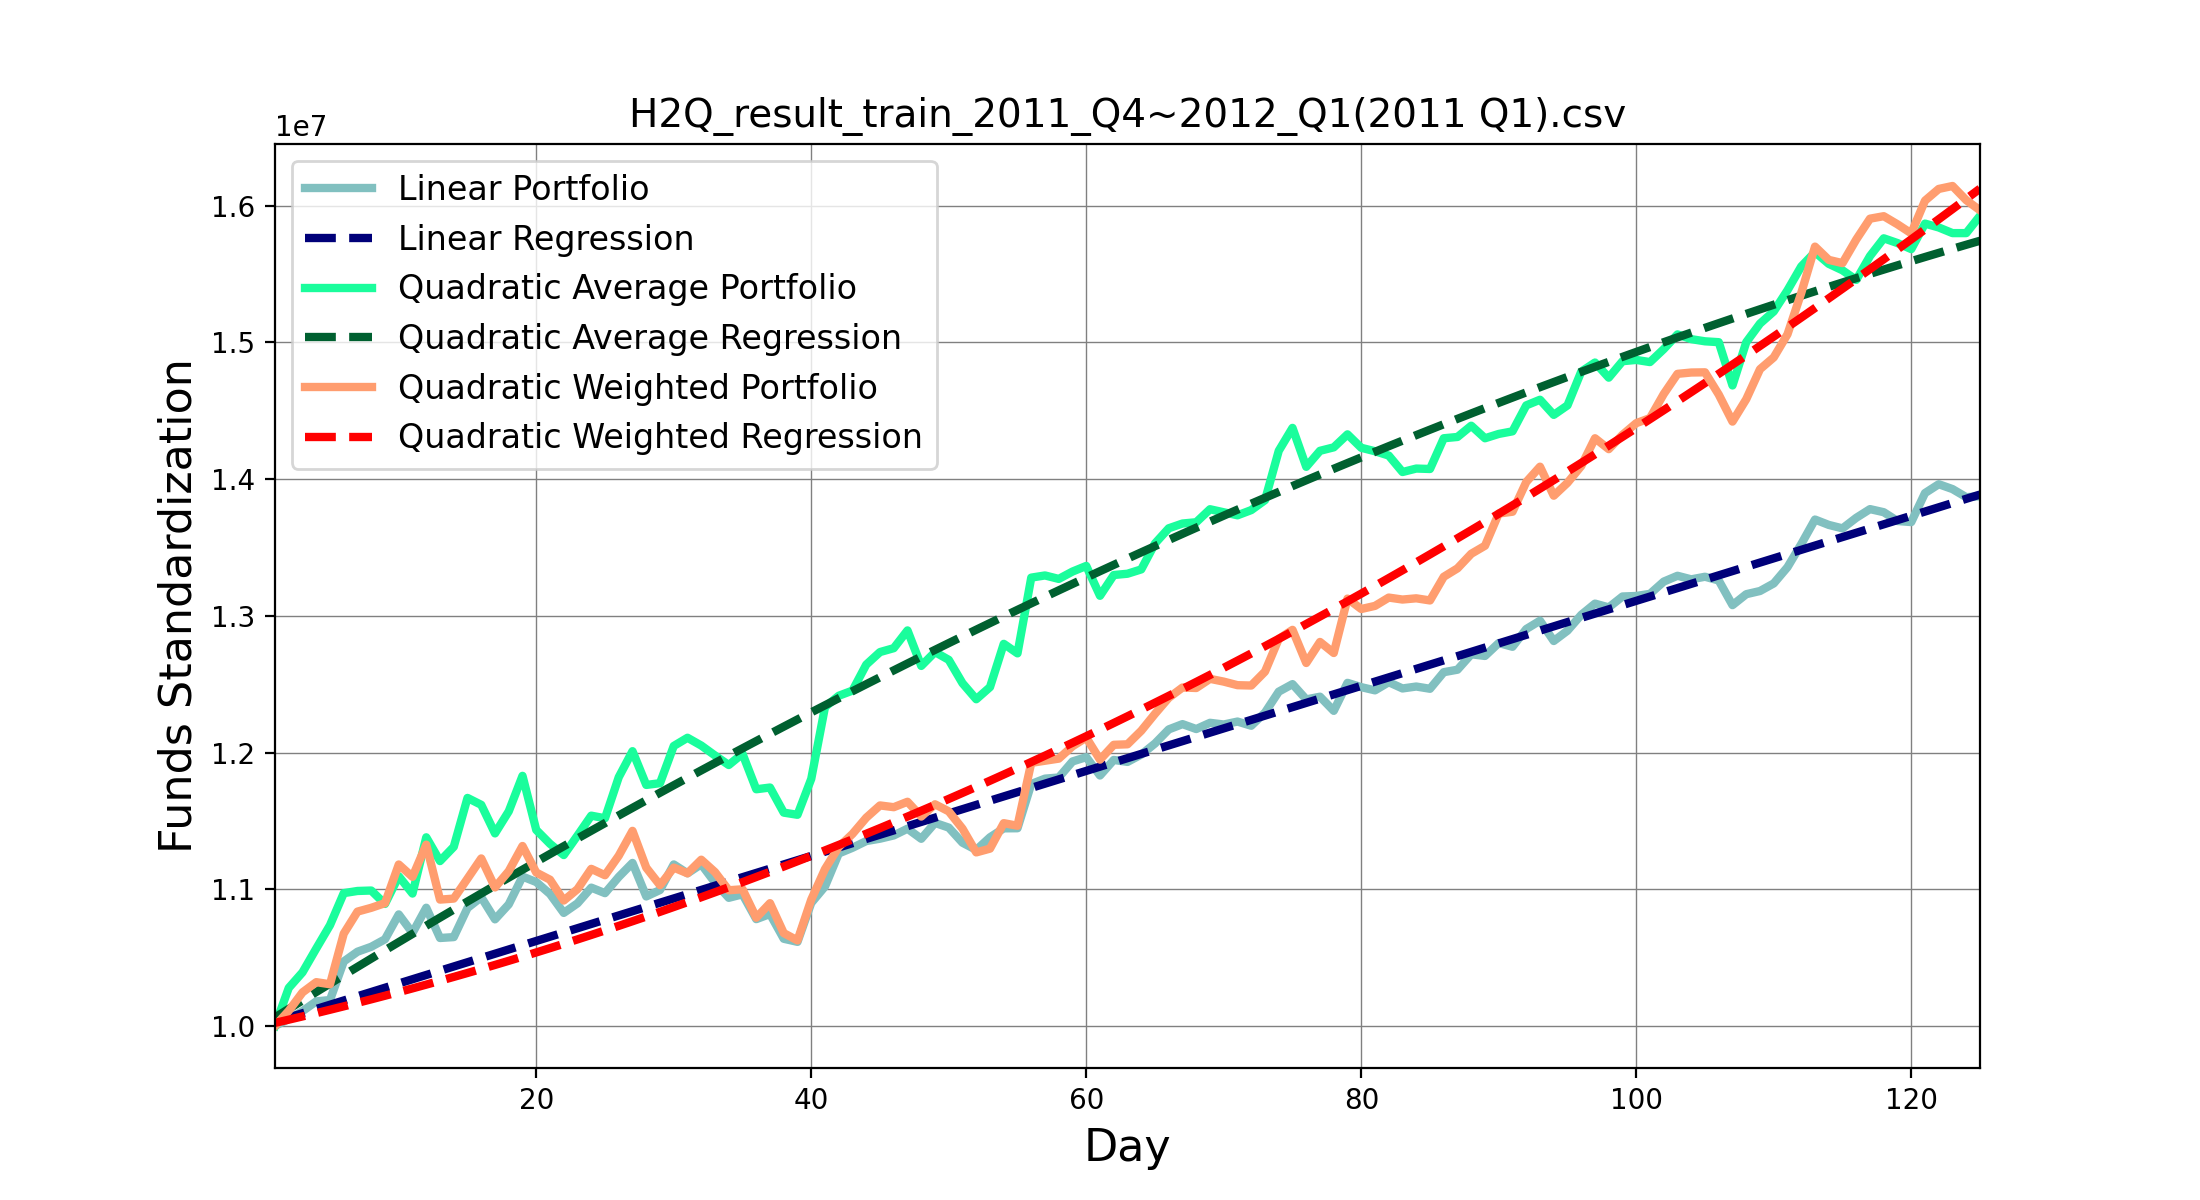 H2Q_result_train_2011_Q4~2012_Q1(2011 Q1).csv
1e7
Linear Portfolio
Linear Regression
Quadratic Average Portfolio
Quadratic Average Regression
Quadratic Weighted Portfolio
Quadratic Weighted Regression
Funds Standardization
1.6
1.5
1.4
1.3
1.2
1.1
1.0
20 40 60 80 100 120
Day